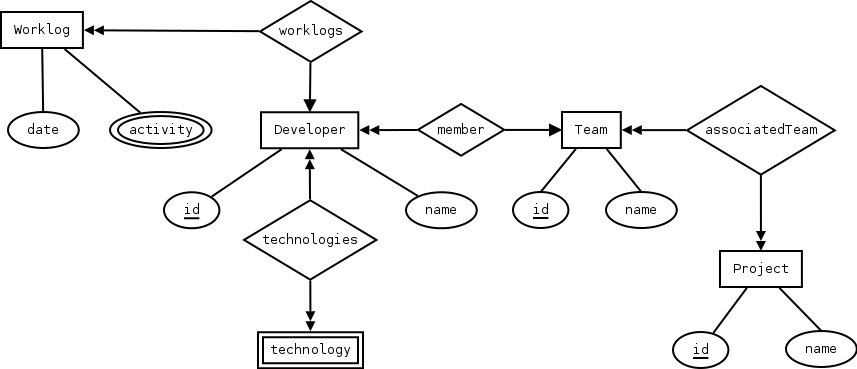 Worklog
worklogs
date
activity
Developer
member
Team
associatedTeam
id
name
id
name
technologies
Project
technology
id
name